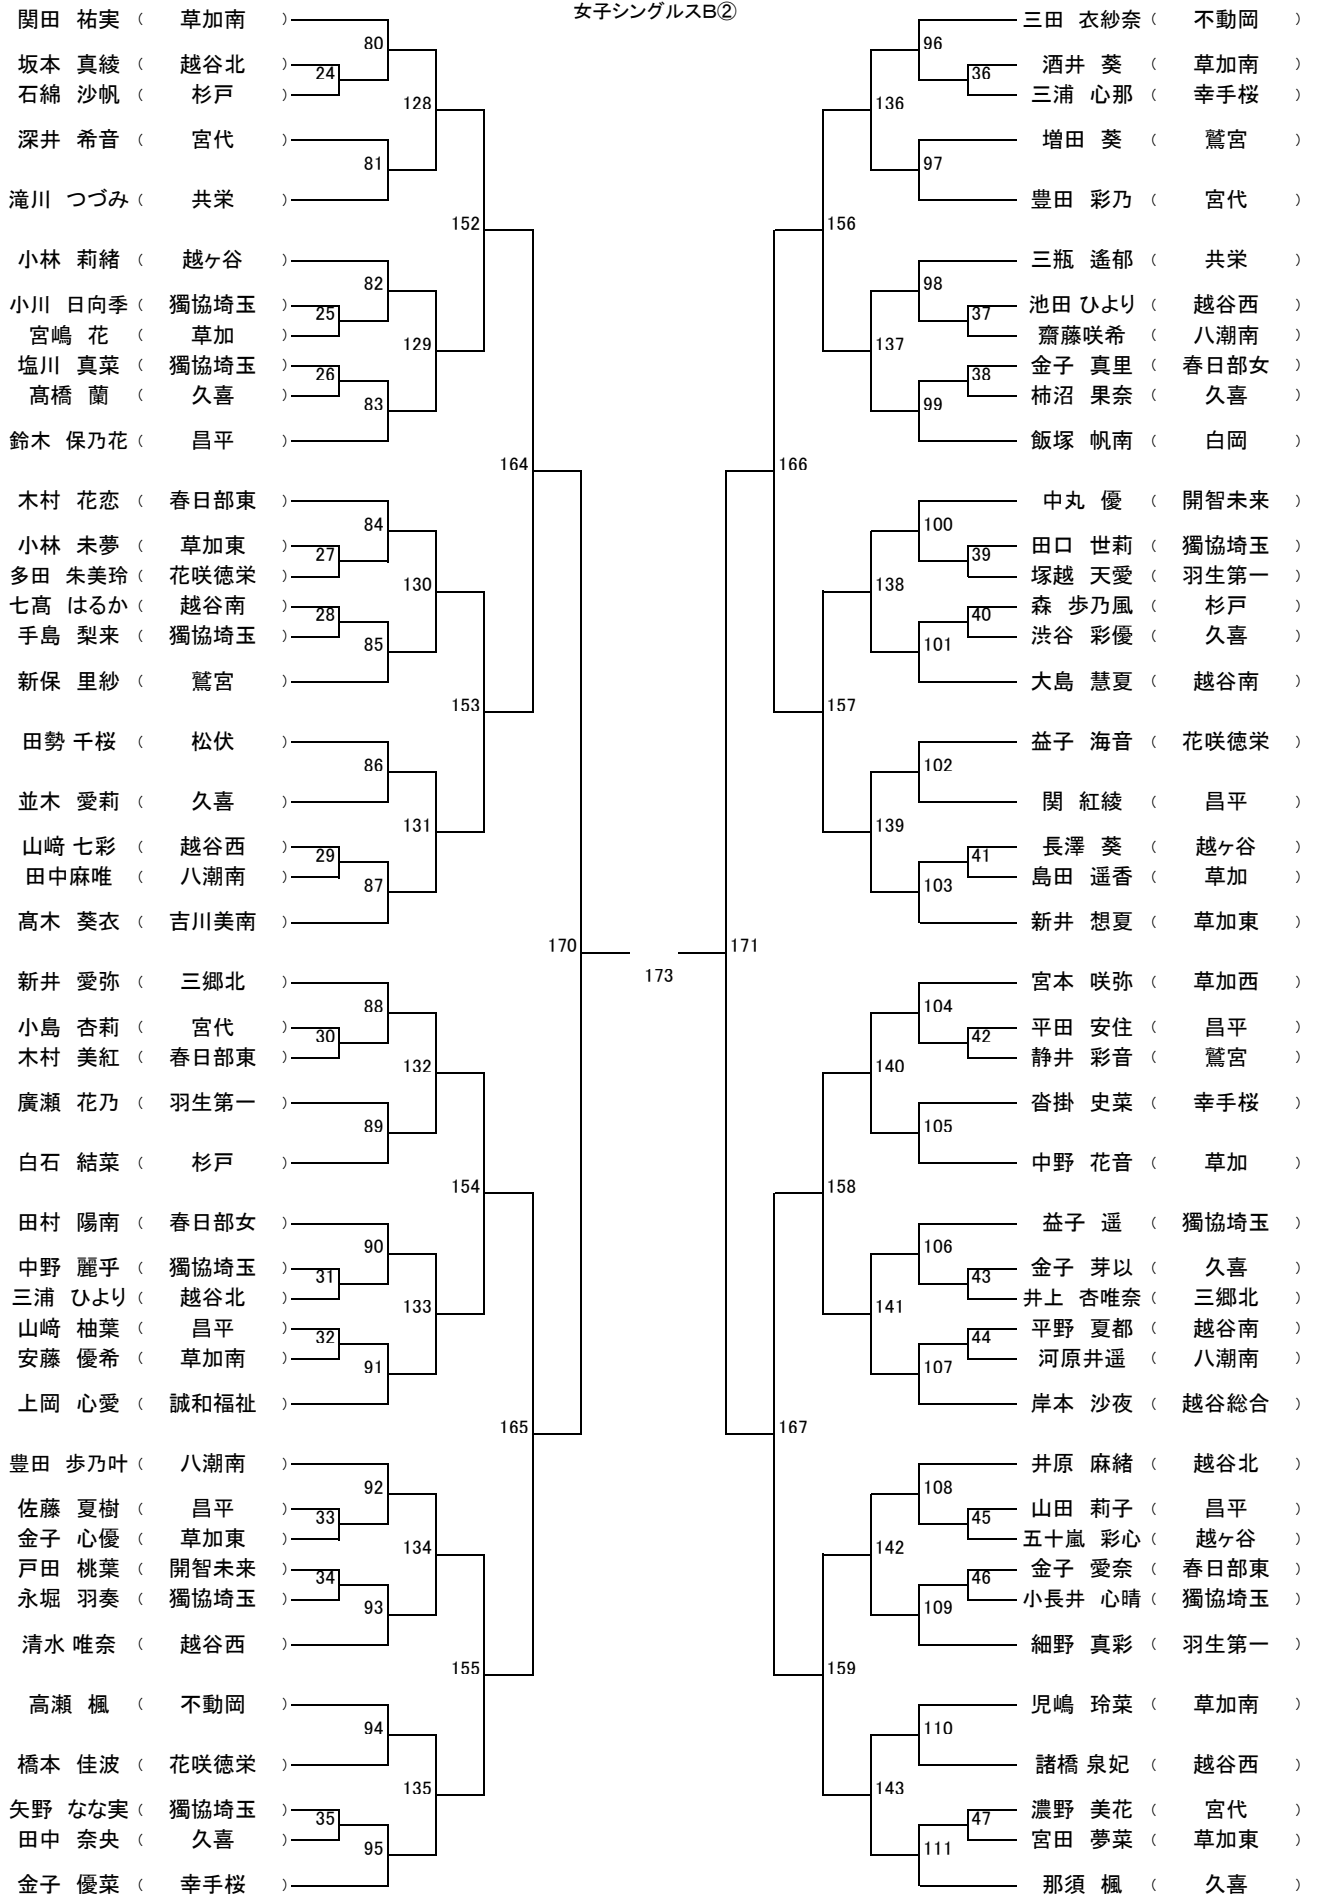 女子シングルスB②
関田 祐実 ( 草加南 )
80
坂本 真綾 ( 越谷北 )
24
石綿 沙帆 ( 杉戸 )
128
深井 希音 ( 宮代 )
81
滝川 つづみ ( 共栄 )
152
小林 莉緒 ( 越ヶ谷 )
82
小川 日向季 ( 獨協埼玉 )
25
宮嶋 花 ( 草加 )
129
塩川 真菜 ( 獨協埼玉 )
26
髙橋 蘭 ( 久喜 )
83
鈴木 保乃花 ( 昌平 )
164
木村 花恋 ( 春日部東 )
84
小林 未夢 ( 草加東 )
27
多田 朱美玲 ( 花咲徳栄 )
130
七髙 はるか ( 越谷南 )
28
手島 梨来 ( 獨協埼玉 )
85
新保 里紗 ( 鷲宮 )
153
田勢 千桜 ( 松伏 )
86
並木 愛莉 ( 久喜 )
131
山﨑 七彩 ( 越谷西 )
29
田中麻唯 ( 八潮南 )
87
髙木 葵衣 ( 吉川美南 )
170
新井 愛弥 ( 三郷北 )
88
小島 杏莉 ( 宮代 )
30
木村 美紅 ( 春日部東 )
132
廣瀬 花乃 ( 羽生第一 )
89
白石 結菜 ( 杉戸 )
154
田村 陽南 ( 春日部女 )
90
中野 麗乎 ( 獨協埼玉 )
31
三浦 ひより ( 越谷北 )
133
山﨑 柚葉 ( 昌平 )
32
安藤 優希 ( 草加南 )
91
上岡 心愛 ( 誠和福祉 )
165
豊田 歩乃叶 ( 八潮南 )
92
佐藤 夏樹 ( 昌平 )
33
金子 心優 ( 草加東 )
134
戸田 桃葉 ( 開智未来 )
34
永堀 羽奏 ( 獨協埼玉 )
93
清水 唯奈 ( 越谷西 )
155
高瀬 楓 ( 不動岡 )
94
橋本 佳波 ( 花咲徳栄 )
135
矢野 なな実 ( 獨協埼玉 )
35
田中 奈央 ( 久喜 )
95
金子 優菜 ( 幸手桜 )
173
三田 衣紗奈 ( 不動岡 )
96
酒井 葵 ( 草加南 )
36
三浦 心那 ( 幸手桜 )
136
増田 葵 ( 鷲宮 )
97
豊田 彩乃 ( 宮代 )
156
三瓶 遙郁 ( 共栄 )
98
池田 ひより ( 越谷西 )
37
齋藤咲希 ( 八潮南 )
137
金子 真里 ( 春日部女 )
38
柿沼 果奈 ( 久喜 )
99
飯塚 帆南 ( 白岡 )
166
中丸 優 ( 開智未来 )
100
田口 世莉 ( 獨協埼玉 )
39
塚越 天愛 ( 羽生第一 )
138
森 歩乃風 ( 杉戸 )
40
渋谷 彩優 ( 久喜 )
101
大島 慧夏 ( 越谷南 )
157
益子 海音 ( 花咲徳栄 )
102
関 紅綾 ( 昌平 )
139
長澤 葵 ( 越ヶ谷 )
41
島田 遥香 ( 草加 )
103
新井 想夏 ( 草加東 )
171
宮本 咲弥 ( 草加西 )
104
平田 安住 ( 昌平 )
42
静井 彩音 ( 鷲宮 )
140
沓掛 史菜 ( 幸手桜 )
105
中野 花音 ( 草加 )
158
益子 遥 ( 獨協埼玉 )
106
金子 芽以 ( 久喜 )
43
井上 杏唯奈 ( 三郷北 )
141
平野 夏都 ( 越谷南 )
44
河原井遥 ( 八潮南 )
107
岸本 沙夜 ( 越谷総合 )
167
井原 麻緒 ( 越谷北 )
108
山田 莉子 ( 昌平 )
45
五十嵐 彩心 ( 越ヶ谷 )
142
金子 愛奈 ( 春日部東 )
46
小長井 心晴 ( 獨協埼玉 )
109
細野 真彩 ( 羽生第一 )
159
児嶋 玲菜 ( 草加南 )
110
諸橋 泉妃 ( 越谷西 )
143
濃野 美花 ( 宮代 )
47
宮田 夢菜 ( 草加東 )
111
那須 楓 ( 久喜 )